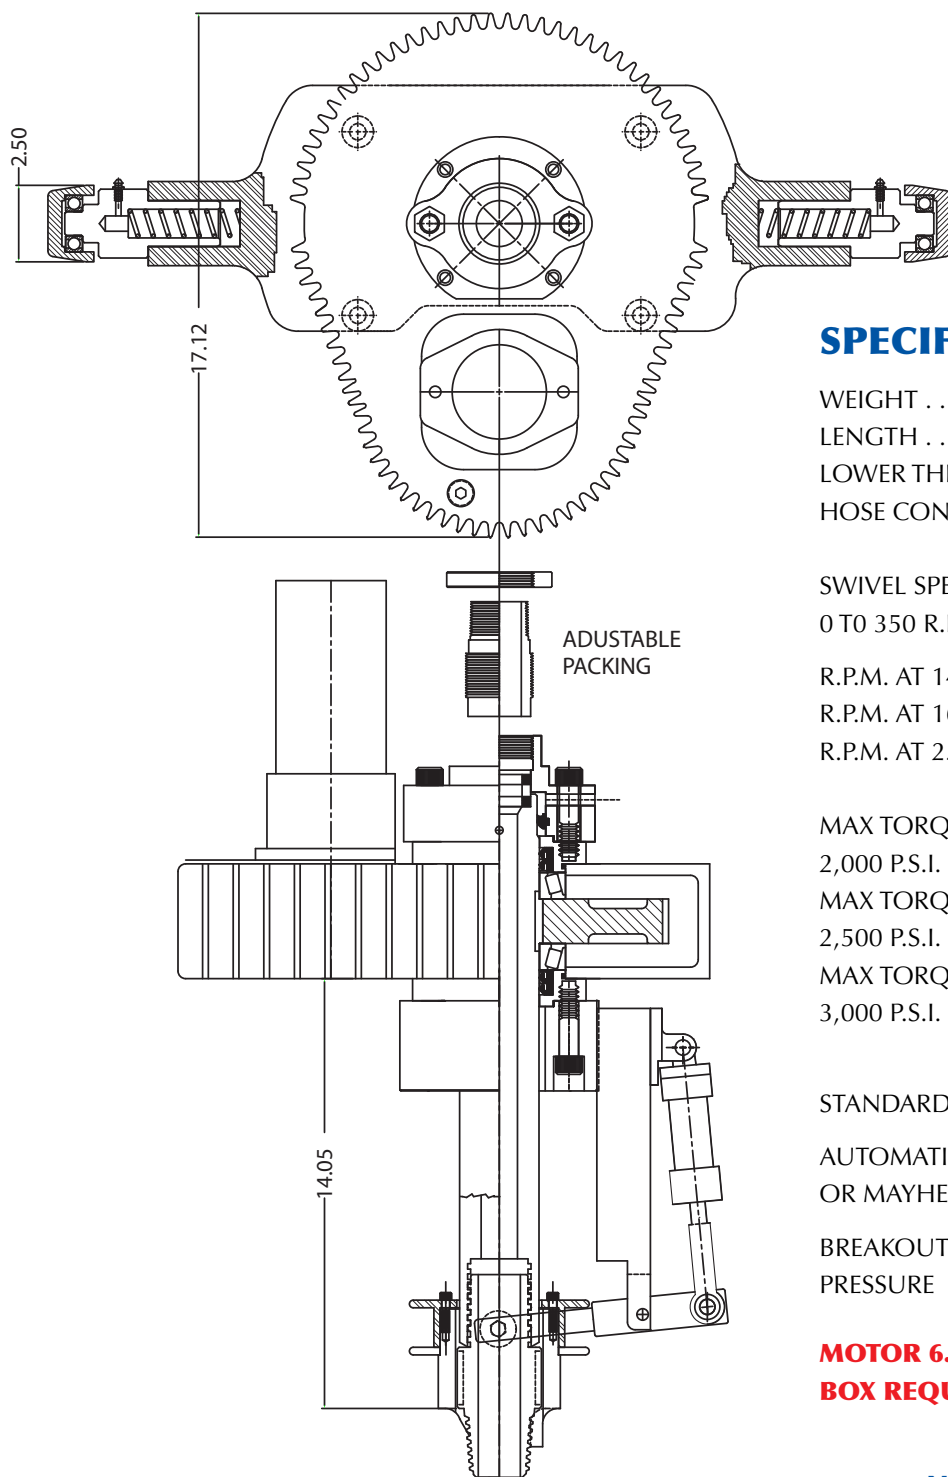 2.50
17.12
SPECIF
WEIGHT . .
LENGTH . .
LOWER THI
HOSE CON
ADUSTABLE
PACKING
SWIVEL SPE
0 T0 350 R.
R.P.M. AT 14
R.P.M. AT 16
R.P.M. AT 2.
MAX TORQ
2,000 P.S.I.
MAX TORQ
2,500 P.S.I.
MAX TORQ
3,000 P.S.I.
14.05
STANDARD
AUTOMATI
OR MAYHE
BREAKOUT
PRESSURE
MOTOR 6.
BOX REQU